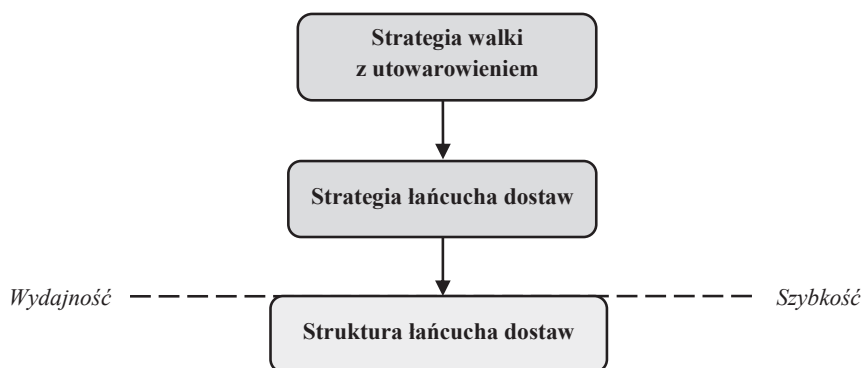 Strategia walki
z utowarowieniem
Strategia łańcucha dostaw
Wydajność
Szybkość
Struktura łańcucha dostaw